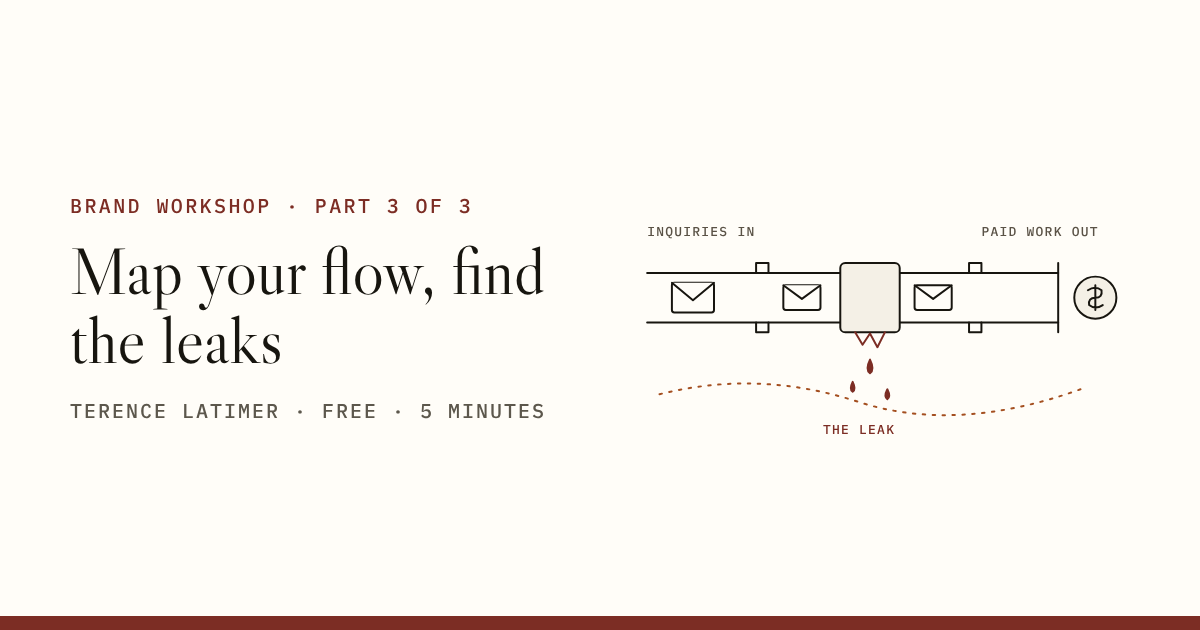 BRAND WORKSHOP · PART 3 OF 3
Map your flow, find
the leaks
TERENCE LATIMER · FREE · 5 MINUTES
INQUIRIES IN
PAID WORK OUT
$
THE LEAK